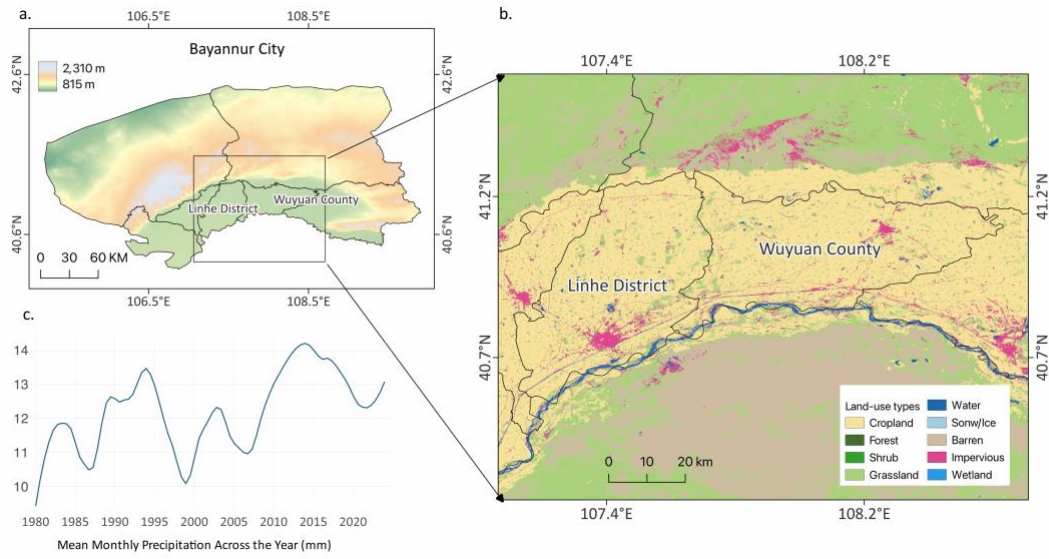 a.
106.5°E 108.5°E
Bayannur City
2,310 m
815 m
42.6°N
42.6°N
Linhe District
Wuyuan County
40.6°N
40.6°N
0 30 60 KM
106.5°E 108.5°E
b.
107.4°E 108.2°E
41.2°N
41.2°N
Wuyuan County
Linhe District
40.7°N
40.7°N
Land-use types
Cropland
Forest
Shrub
Grassland
Water
Sonw/Ice
Barren
Impervious
Wetland
0 10 20 km
107.4°E 108.2°E
c.
14
13
12
11
10
1980 1985 1990 1995 2000 2005 2010 2015 2020
Mean Monthly Precipitation Across the Year (mm)